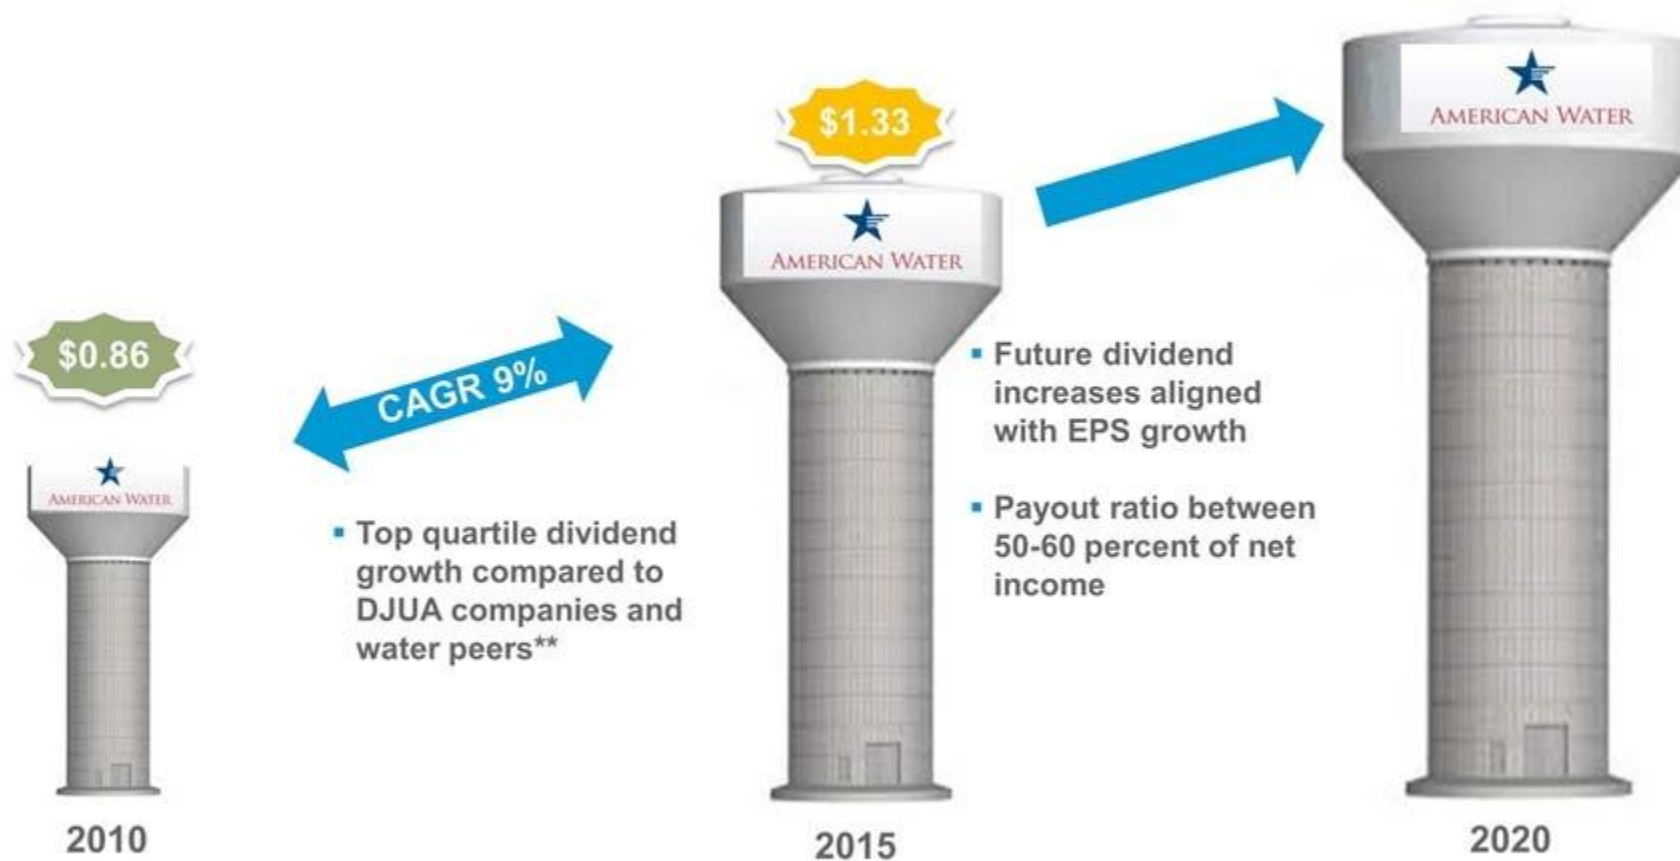 $0.86
AMERICAN WATER
2010
CAGR 9%
▪ Top quartile dividend
growth compared to
DJUA companies and
water peers**
$1.33
AMERICAN WATER
2015
▪ Future dividend
increases aligned
with EPS growth
▪ Payout ratio between
50-60 percent of net
income
AMERICAN WATER
2020